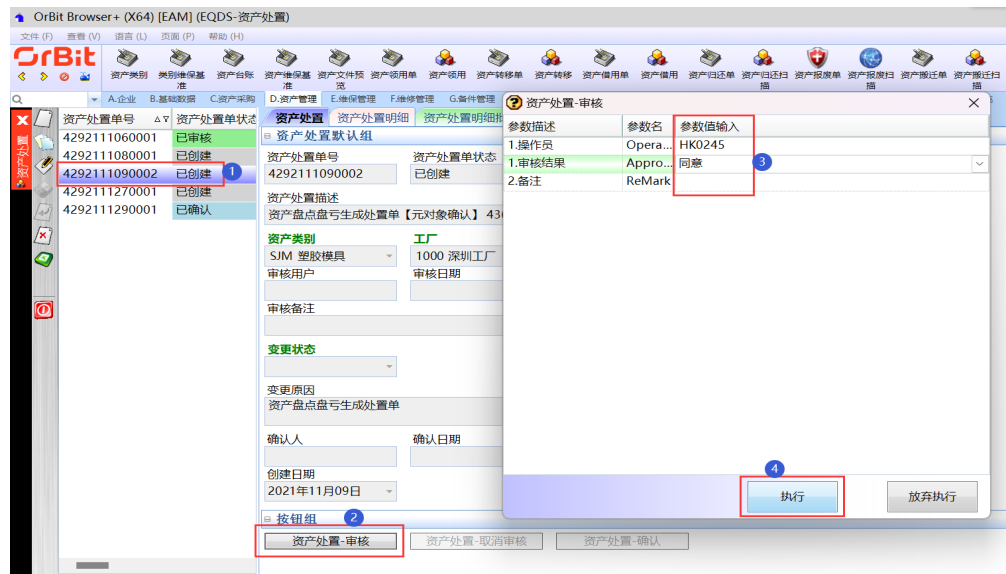 OrBit Browser+ (X64) [EAM] (EQDS-资产处置)
文件 (F) 查看 (V) 语言 (L) 页面 (P) 帮助 (H)
OrBit
资产类别 类别维保基准 资产台账 资产维保基准 资产文件预览 资产领用单 资产领用 资产转移单 资产转移 资产借用单 资产借用 资产归还单 资产归还扫描 资产报废单 资产报废扫描 资产搬迁单 资产搬迁扫描
A.企业 B.基础数据 C.资产采购 D.资产管理 E.维保管理 F.维修管理 G.备件管理
资产处置
资产处置单号 资产处置单状态
4292111060001 已审核
4292111080001 已创建
4292111090002 已创建 1
4292111270001 已创建
4292111290001 已确认
资产处置 资产处置明细 资产处置明细
资产处置默认组
资产处置单号 资产处置单状态
4292111090002 已创建
资产处置描述
资产盘点盘亏生成处置单【元对象确认】 43
资产类别 工厂
SJM 塑胶模具 1000 深圳工厂
审核用户 审核日期
审核备注
变更状态
变更原因
资产盘点盘亏生成处置单
确认人 确认日期
创建日期
2021年11月09日
按钮组 2
资产处置-审核 资产处置-取消审核 资产处置-确认
资产处置-审核
参数描述 参数名 参数值输入
1.操作员 Opera... HK0245
1.审核结果 Appro... 同意 3
2.备注 ReMark
4
执行 放弃执行